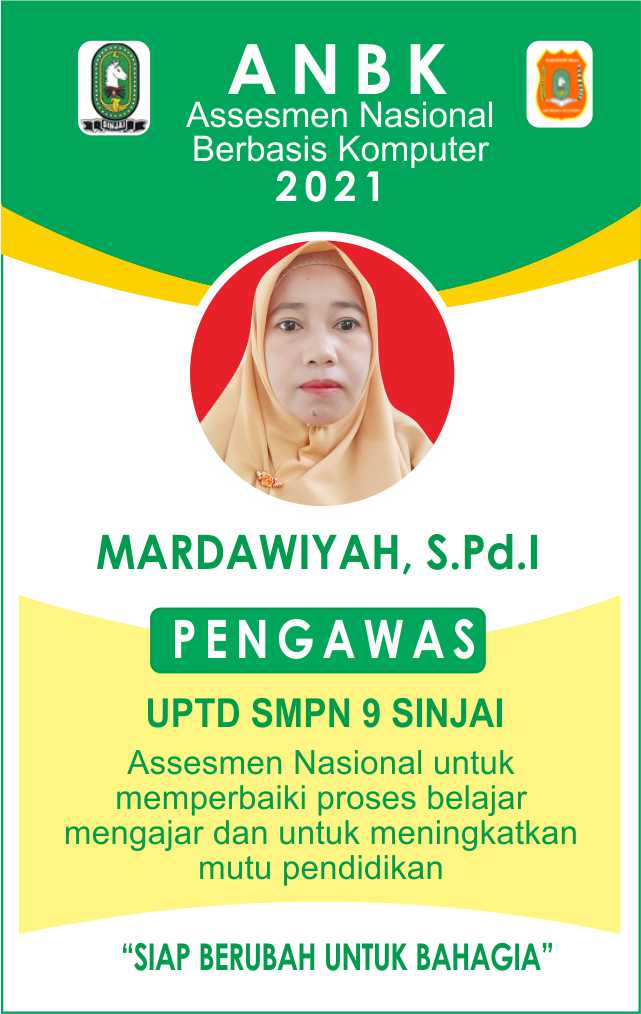 ANBK
Assesmen Nasional
Berbasis Komputer
2021
SINJAI
MARDAWIYAH, S.Pd.I
PENGAWAS
UPTD SMPN 9 SINJAI
Assesmen Nasional untuk
memperbaiki proses belajar
mengajar dan untuk meningkatkan
mutu pendidikan
“SIAP BERUBAH UNTUK BAHAGIA”